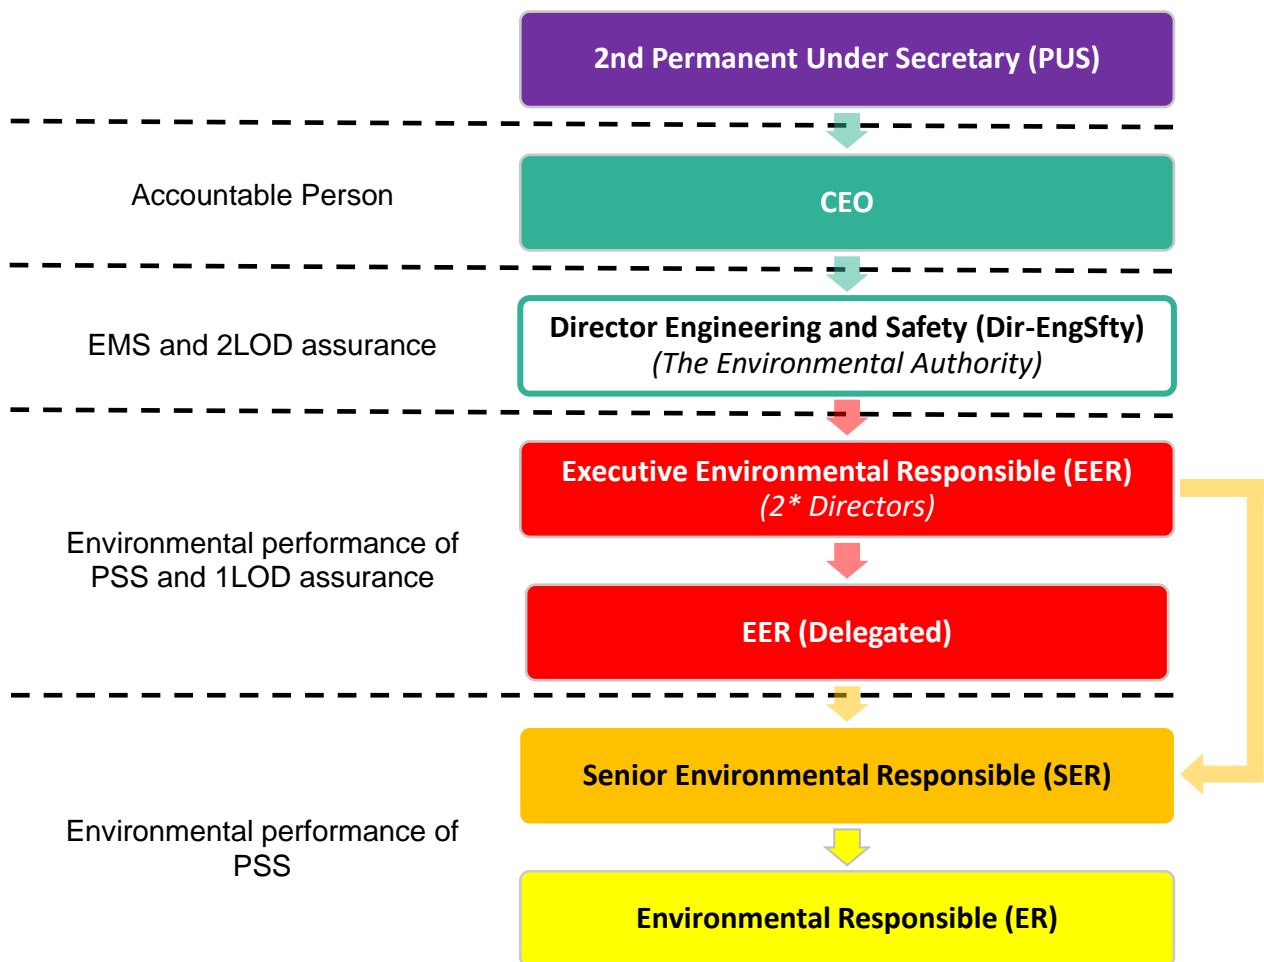 2nd Permanent Under Secretary (PUS)
Accountable Person
CEO
EMS and 2LOD assurance
Director Engineering and Safety (Dir-EngSfty)
(The Environmental Authority)
Environmental performance of
PSS and 1LOD assurance
Executive Environmental Responsible (EER)
(2* Directors)
EER (Delegated)
Environmental performance of
PSS
Senior Environmental Responsible (SER)
Environmental Responsible (ER)